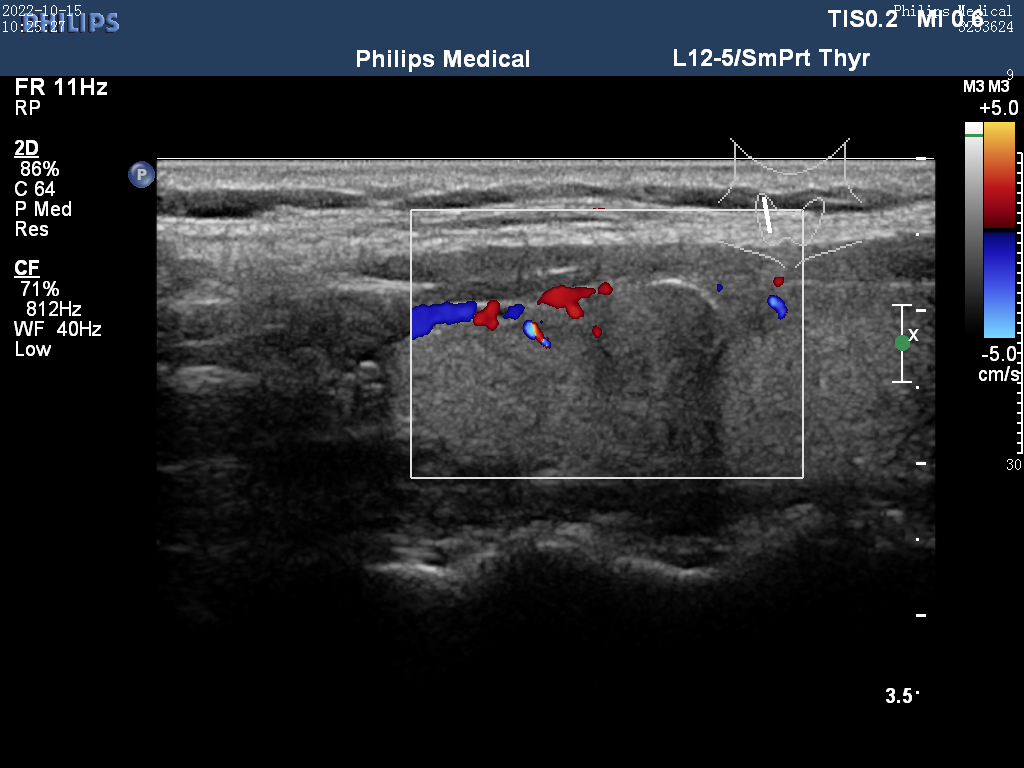 2022-10-15
10:25:27
PHILIPS
TIS0.2 MI 0.6
Philips Medical
3293624
Philips Medical
L12-5/SmPrt Thyr
9
FR 11Hz
RP
2D
86%
C 64
P Med
Res
CF
71%
812Hz
WF 40Hz
Low
P
M3 M3
+5.0
x
-5.0
cm/s
30
3.5